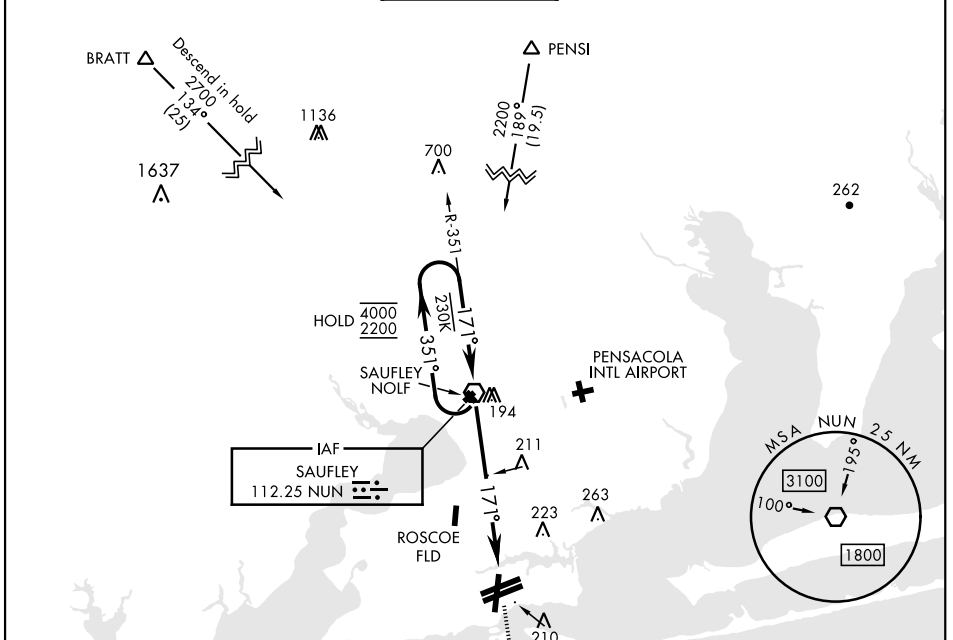 BRATT
Descend in hold
2700
134°
(25)
PENSI
2200
189°
(19.5)
1136
1637
700
262
R-351
HOLD 4000
2200
230K
171°
351°
SAUFLEY
NOLF
194
PENSACOLA
INTL AIRPORT
IAF
SAUFLEY
112.25 NUN
211
171°
263
223
ROSCOE
FLD
210
MSA NUN 25 NM
195°
3100
100°
1800